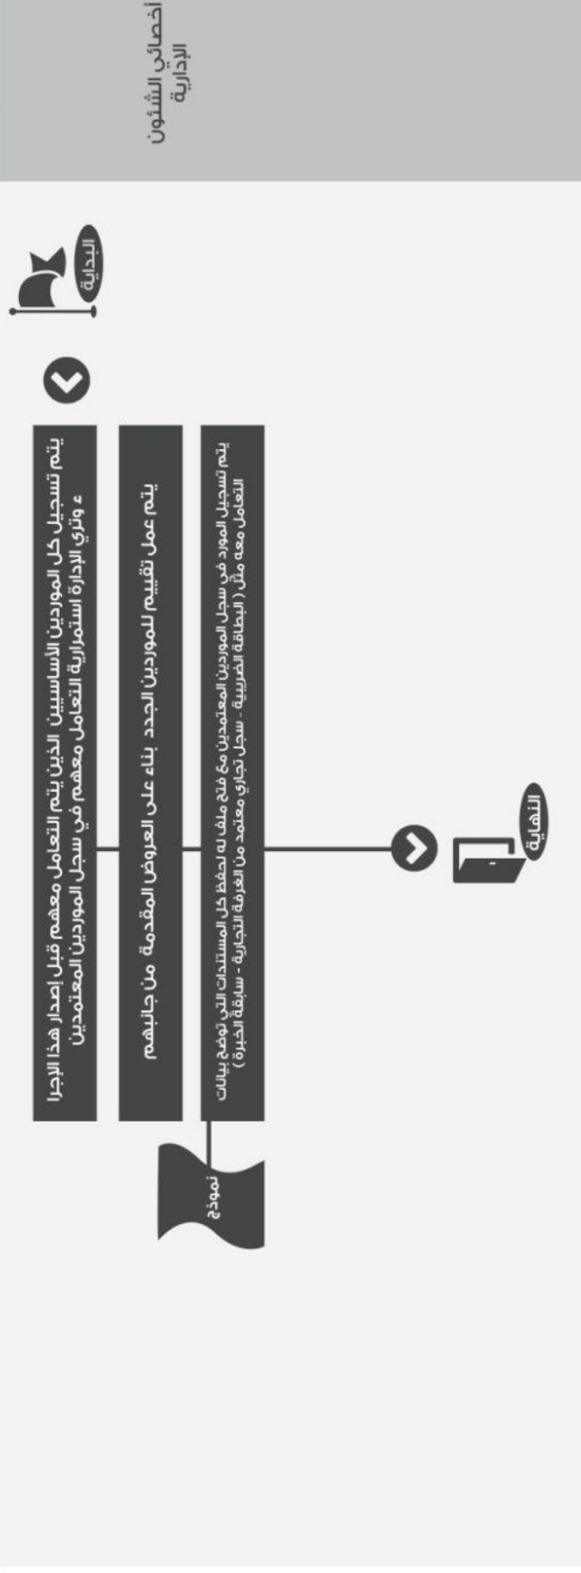 أخصائي الشئون
الإدارية
البداية
يتم تسجيل كل الموردين الأساسيين الذين يتم التعامل معهم قبل إصدار هذا الإجرا
ء وتري الإدارة استمرارية التعامل معهم في سجل الموردين المعتمدين
يتم عمل تقييم للموردين الجدد بناء على العروض المقدمة من جانبهم
يتم تسجيل المورد في سجل الموردين المعتمدين مع فتح ملف له لحفظ كل المستندات التي توضح بيانات
التعامل معه مثل ( البطاقة الضريبية - سجل تجاري معتمد من الغرفة التجارية - سابقة الخبرة )
نموذج
النهاية